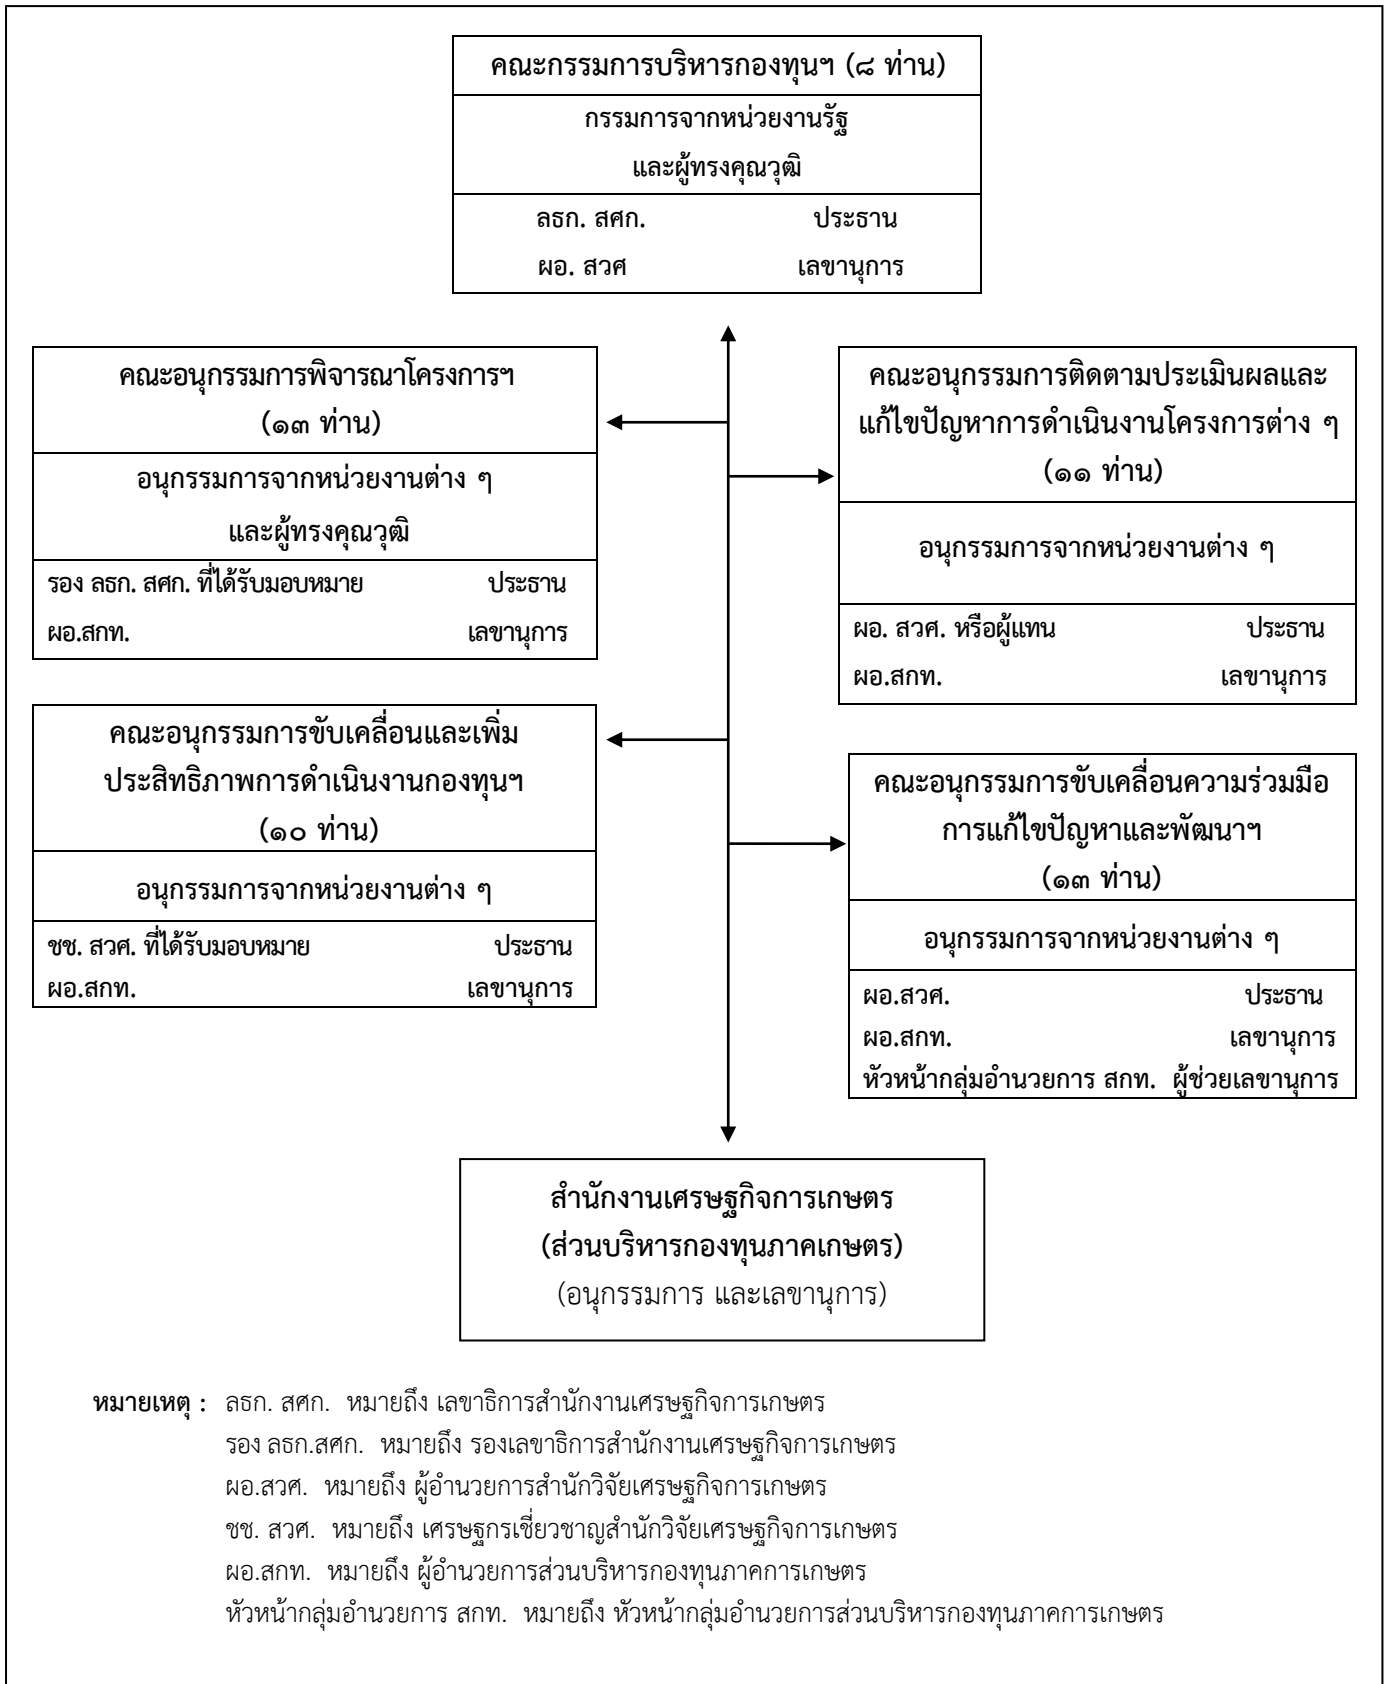 คณะกรรมการบริหารกองทุนฯ (๘ ท่าน)
กรรมการจากหน่วยงานรัฐ
และผู้ทรงคุณวุฒิ
ลธก. สศก. ประธาน
ผอ. สวศ เลขานุการ
คณะอนุกรรมการพิจารณาโครงการฯ
(๑๓ ท่าน)
อนุกรรมการจากหน่วยงานต่าง ๆ
และผู้ทรงคุณวุฒิ
รอง ลธก. สศก. ที่ได้รับมอบหมาย ประธาน
ผอ.สกท. เลขานุการ
คณะอนุกรรมการติดตามประเมินผลและ
แก้ไขปัญหาการดำเนินงานโครงการต่าง ๆ
(๑๑ ท่าน)
อนุกรรมการจากหน่วยงานต่าง ๆ
ผอ. สวศ. หรือผู้แทน ประธาน
ผอ.สกท. เลขานุการ
คณะอนุกรรมการขับเคลื่อนและเพิ่ม
ประสิทธิภาพการดำเนินงานกองทุนฯ
(๑๐ ท่าน)
อนุกรรมการจากหน่วยงานต่าง ๆ
ชช. สวศ. ที่ได้รับมอบหมาย ประธาน
ผอ.สกท. เลขานุการ
คณะอนุกรรมการขับเคลื่อนความร่วมมือ
การแก้ไขปัญหาและพัฒนาฯ
(๑๓ ท่าน)
อนุกรรมการจากหน่วยงานต่าง ๆ
ผอ.สวศ. ประธาน
ผอ.สกท. เลขานุการ
หัวหน้ากลุ่มอำนวยการ สกท. ผู้ช่วยเลขานุการ
สำนักงานเศรษฐกิจการเกษตร
(ส่วนบริหารกองทุนภาคเกษตร)
(อนุกรรมการ และเลขานุการ)
หมายเหตุ : ลธก. สศก. หมายถึง เลขาธิการสำนักงานเศรษฐกิจการเกษตร
รอง ลธก.สศก. หมายถึง รองเลขาธิการสำนักงานเศรษฐกิจการเกษตร
ผอ.สวศ. หมายถึง ผู้อำนวยการสำนักวิจัยเศรษฐกิจการเกษตร
ชช. สวศ. หมายถึง เศรษฐกรเชี่ยวชาญสำนักวิจัยเศรษฐกิจการเกษตร
ผอ.สกท. หมายถึง ผู้อำนวยการส่วนบริหารกองทุนภาคการเกษตร
หัวหน้ากลุ่มอำนวยการ สกท. หมายถึง หัวหน้ากลุ่มอำนวยการส่วนบริหารกองทุนภาคการเกษตร